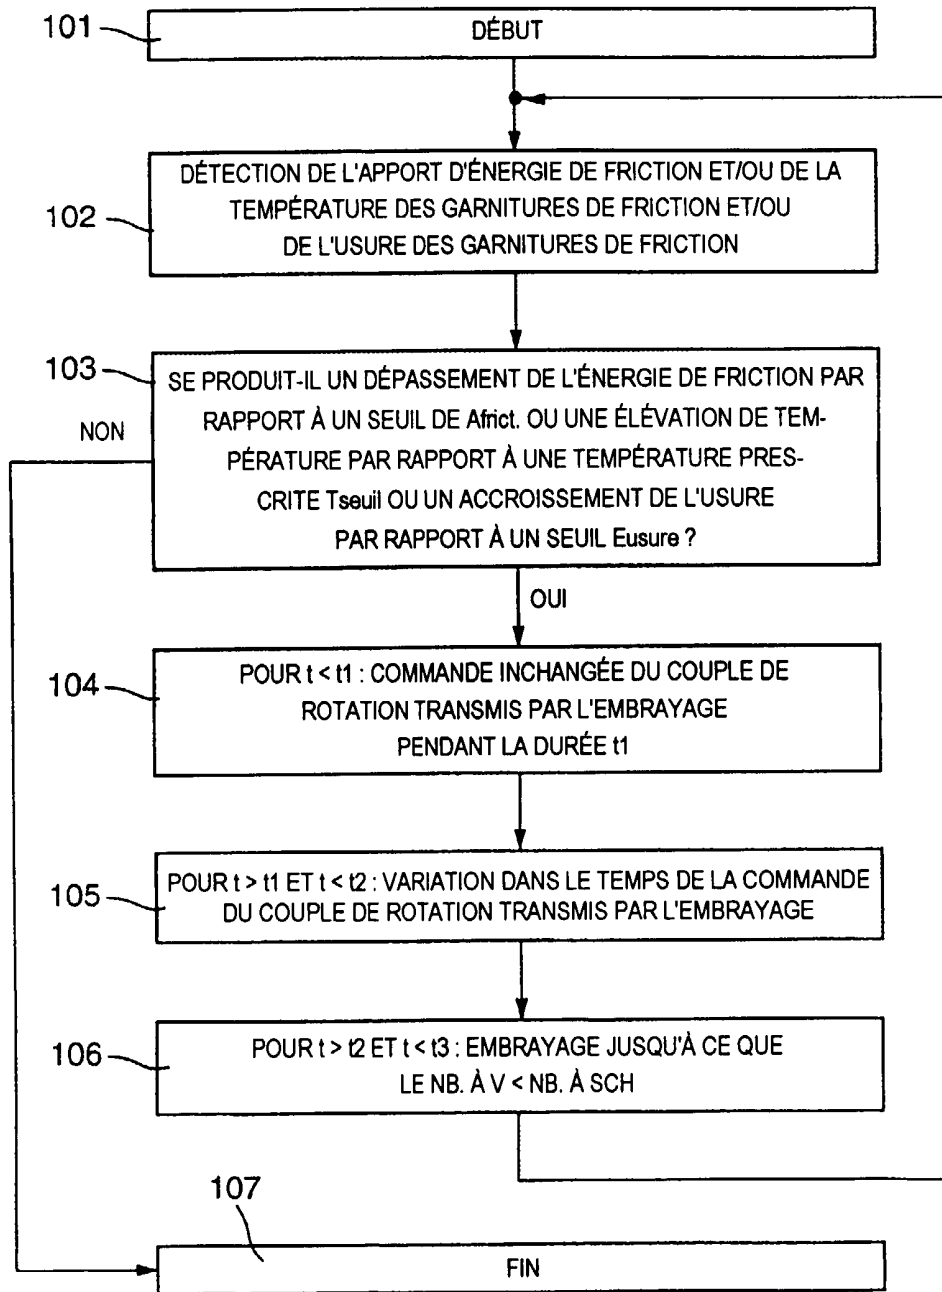 101
DÉBUT
102
DÉTECTION DE L'APPORT D'ÉNERGIE DE FRICTION ET/OU DE LA
TEMPÉRATURE DES GARNITURES DE FRICTION ET/OU
DE L'USURE DES GARNITURES DE FRICTION
103
SE PRODUIT-IL UN DÉPASSEMENT DE L'ÉNERGIE DE FRICTION PAR
RAPPORT À UN SEUIL DE Africt. OU UNE ÉLÉVATION DE TEM-
PÉRATURE PAR RAPPORT À UNE TEMPÉRATURE PRES-
CRITE Tseuil OU UN ACCROISSEMENT DE L'USURE
PAR RAPPORT À UN SEUIL Eusure ?
NON
OUI
104
POUR t < t1 : COMMANDE INCHANGÉE DU COUPLE DE
ROTATION TRANSMIS PAR L'EMBRAYAGE
PENDANT LA DURÉE t1
105
POUR t > t1 ET t < t2 : VARIATION DANS LE TEMPS DE LA COMMANDE
DU COUPLE DE ROTATION TRANSMIS PAR L'EMBRAYAGE
106
POUR t > t2 ET t < t3 : EMBRAYAGE JUSQU'À CE QUE
LE NB. À V < NB. À SCH
107
FIN